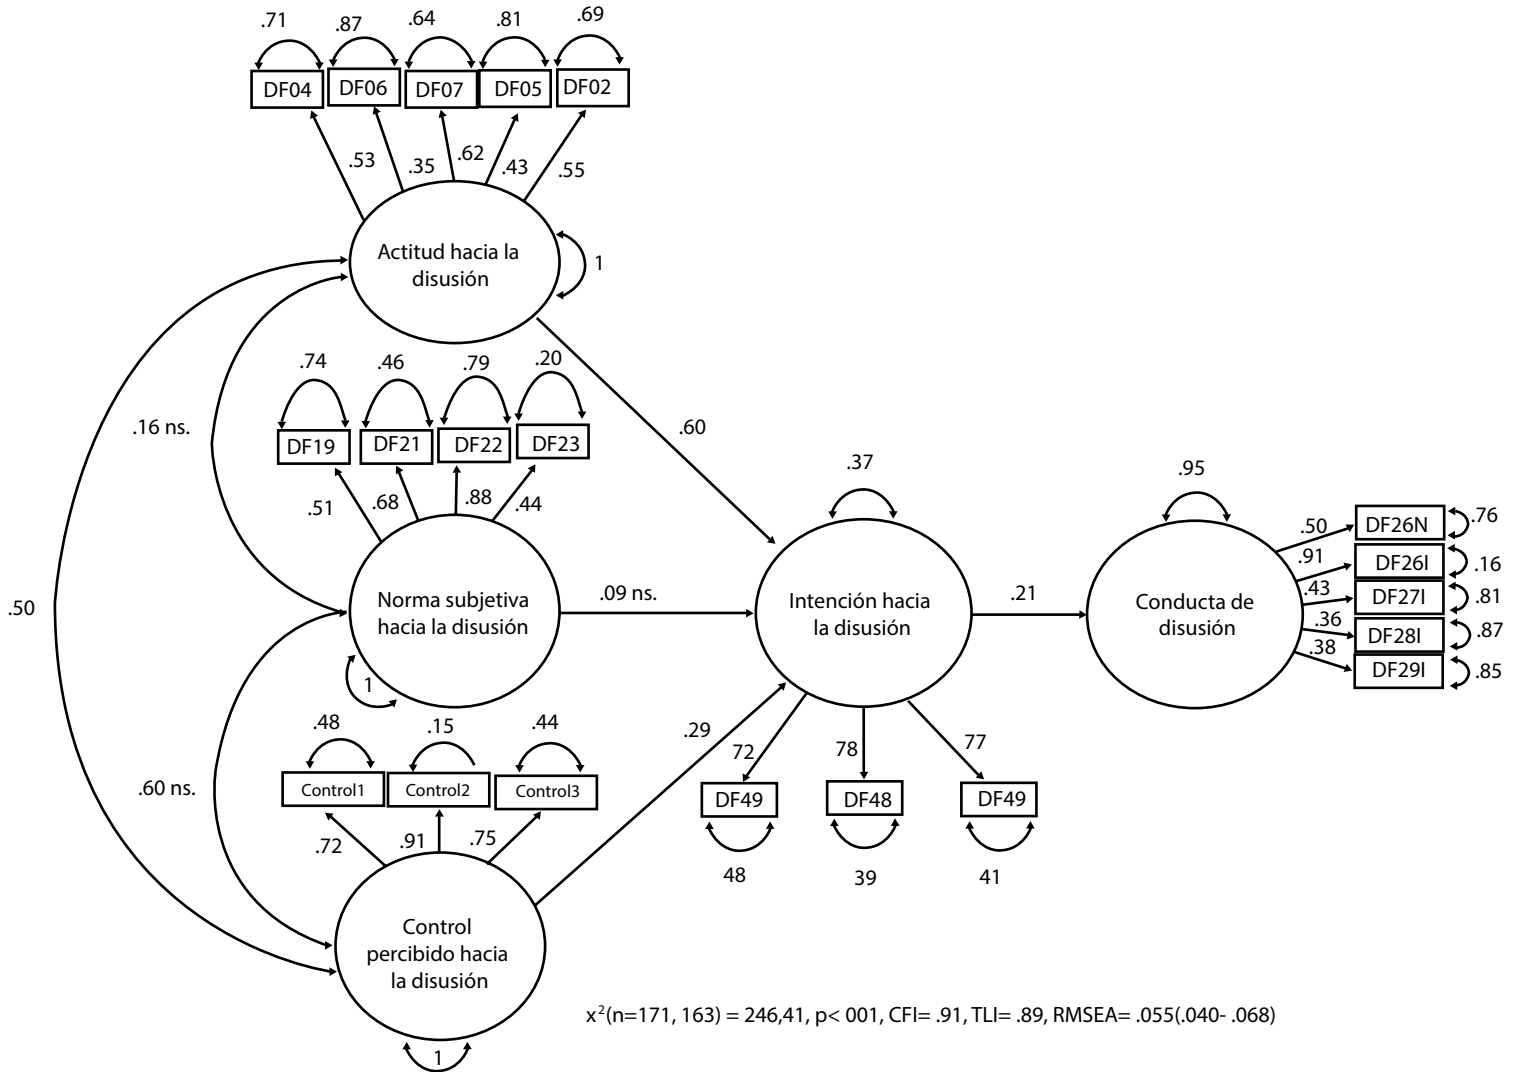 .71
.87
.64
.81
.69
DF04
DF06
DF07
DF05
DF02
.53
.35
.62
.43
.55
Actitud hacia la
disusión
1
.16 ns.
.50
.60 ns.
.74
.46
.79
.20
DF19
DF21
DF22
DF23
.51
.68
.88
.44
Norma subjetiva
hacia la disusión
1
.60
.09 ns.
.29
.48
.15
.44
Control1
Control2
Control3
.72
.91
.75
Control
percibido hacia
la disusión
1
.37
Intención hacia
la disusión
72
78
77
DF49
DF48
DF49
48
39
41
.21
.95
Conducta de
disusión
.50
.91
.43
.36
.38
DF26N
DF26I
DF27I
DF28I
DF29I
.76
.16
.81
.87
.85
x²(n=171, 163) = 246,41, p< 001, CFI= .91, TLI= .89, RMSEA= .055(.040- .068)